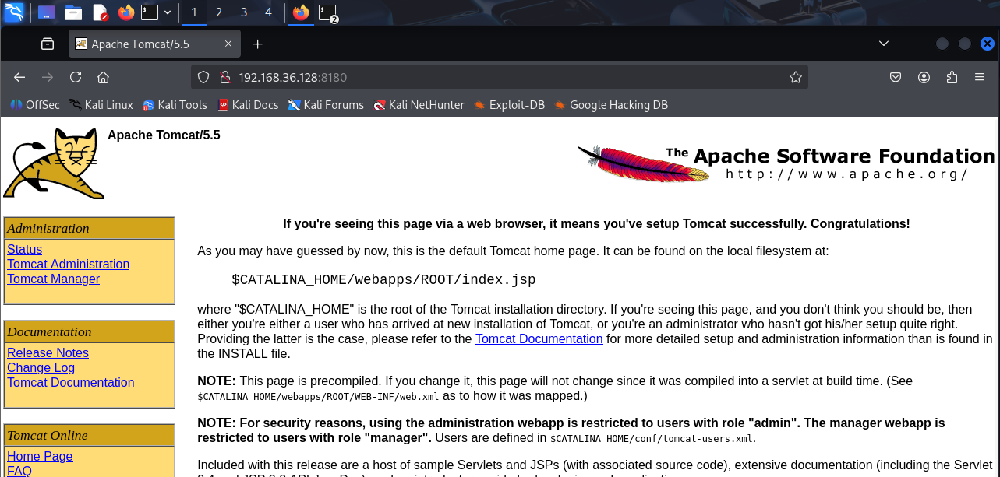 1 2 3 4 2
Apache Tomcat/5.5
192.168.36.128:8180
OffSec Kali Linux Kali Tools Kali Docs Kali Forums Kali NetHunter Exploit-DB Google Hacking DB
Apache Tomcat/5.5
The Apache Software Foundation
http://www.apache.org/
Administration
Status
Tomcat Administration
Tomcat Manager
Documentation
Release Notes
Change Log
Tomcat Documentation
Tomcat Online
Home Page
FAQ
If you're seeing this page via a web browser, it means you've setup Tomcat successfully. Congratulations!
As you may have guessed by now, this is the default Tomcat home page. It can be found on the local filesystem at:
$CATALINA_HOME/webapps/ROOT/index.jsp
where "$CATALINA_HOME" is the root of the Tomcat installation directory. If you're seeing this page, and you don't think you should be, then
either you're either a user who has arrived at new installation of Tomcat, or you're an administrator who hasn't got his/her setup quite right.
Providing the latter is the case, please refer to the Tomcat Documentation for more detailed setup and administration information than is found in
the INSTALL file.
NOTE: This page is precompiled. If you change it, this page will not change since it was compiled into a servlet at build time. (See
$CATALINA_HOME/webapps/ROOT/WEB-INF/web.xml as to how it was mapped.)
NOTE: For security reasons, using the administration webapp is restricted to users with role "admin". The manager webapp is
restricted to users with role "manager". Users are defined in $CATALINA_HOME/conf/tomcat-users.xml.
Included with this release are a host of sample Servlets and JSPs (with associated source code), extensive documentation (including the Servlet